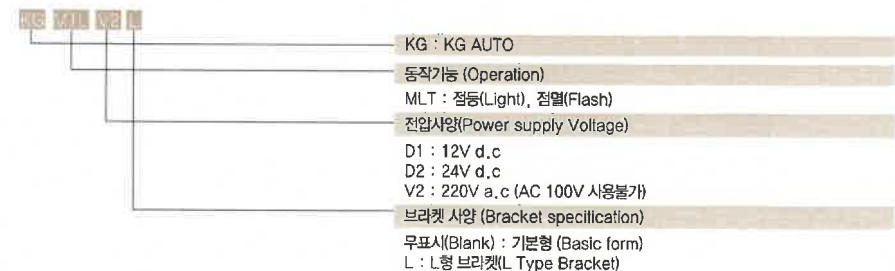 KG M1L V2 L
KG : KG AUTO
동작기능 (Operation)
MLT : 점등(Light), 점멸(Flash)
전압사양(Power supply Voltage)
D1 : 12V d.c
D2 : 24V d.c
V2 : 220V a.c (AC 100V 사용불가)
브라켓 사양 (Bracket specification)
무표시(Blank) : 기본형 (Basic form)
L : L형 브라켓(L Type Bracket)